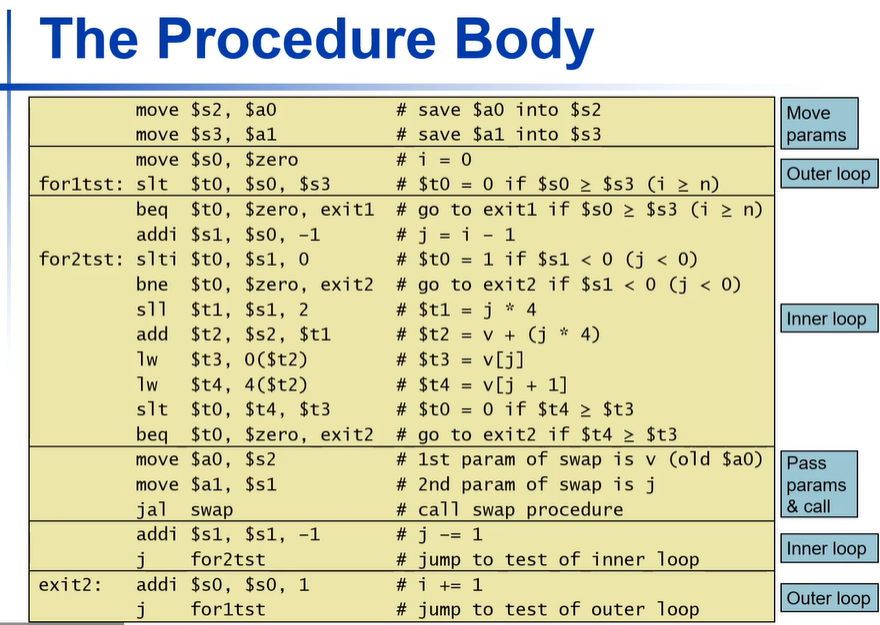 The Procedure Body
move $s2, $a0 # save $a0 into $s2
move $s3, $a1 # save $a1 into $s3
Move
params
move $s0, $zero # i = 0
for1tst: slt $t0, $s0, $s3 # $t0 = 0 if $s0 ≥ $s3 (i ≥ n)
Outer loop
beq $t0, $zero, exit1 # go to exit1 if $s0 ≥ $s3 (i ≥ n)
addi $s1, $s0, –1 # j = i – 1
for2tst: slti $t0, $s1, 0 # $t0 = 1 if $s1 < 0 (j < 0)
bne $t0, $zero, exit2 # go to exit2 if $s1 < 0 (j < 0)
sll $t1, $s1, 2 # $t1 = j * 4
add $t2, $s2, $t1 # $t2 = v + (j * 4)
lw $t3, 0($t2) # $t3 = v[j]
lw $t4, 4($t2) # $t4 = v[j + 1]
slt $t0, $t4, $t3 # $t0 = 0 if $t4 ≥ $t3
beq $t0, $zero, exit2 # go to exit2 if $t4 ≥ $t3
Inner loop
move $a0, $s2 # 1st param of swap is v (old $a0)
move $a1, $s1 # 2nd param of swap is j
jal swap # call swap procedure
Pass
params
& call
addi $s1, $s1, –1 # j –= 1
j for2tst # jump to test of inner loop
Inner loop
exit2: addi $s0, $s0, 1 # i += 1
j for1tst # jump to test of outer loop
Outer loop